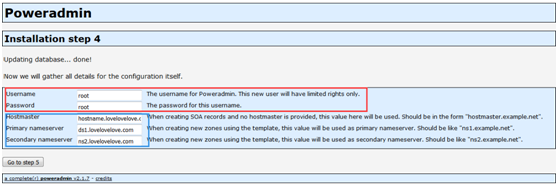 Poweradmin
Installation step 4
Updating database... done!
Now we will gather all details for the configuration itself.
Username root The username for Poweradmin. This new user will have limited rights only.
Password root The password for this username.
Hostmaster hostname.lovelovelove.c When creating SOA records and no hostmaster is provided, this value here will be used. Should be in the form "hostmaster.example.net".
Primary nameserver ds1.lovelovelove.com When creating new zones using the template, this value will be used as primary nameserver. Should be like "ns1.example.net".
Secondary nameserver ns2.lovelovelove.com When creating new zones using the template, this value will be used as secondary nameserver. Should be like "ns2.example.net".
Go to step 5
a complete(r) poweradmin v2.1.7 - credits